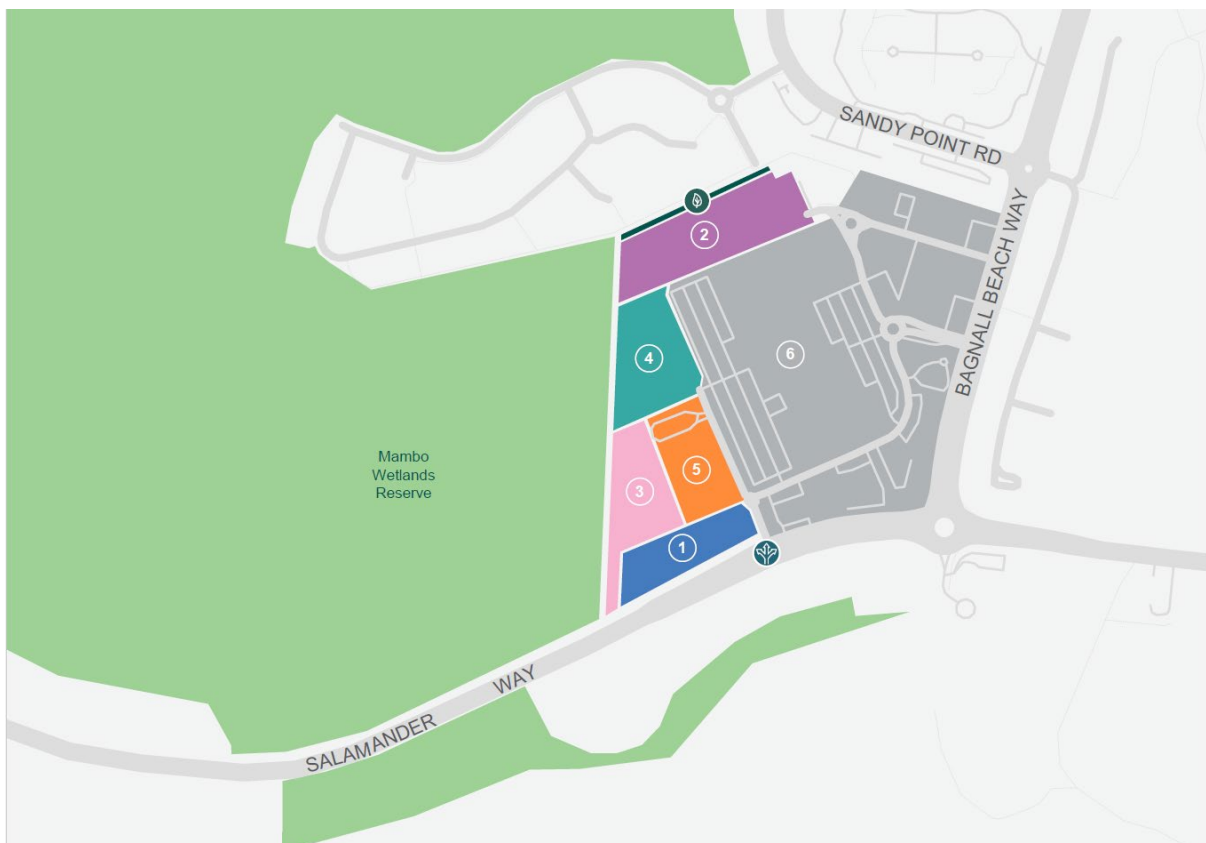 SANDY POINT RD
BAGNALL BEACH WAY
2
6
4
Mambo
Wetlands
Reserve
5
3
1
SALAMANDER WAY